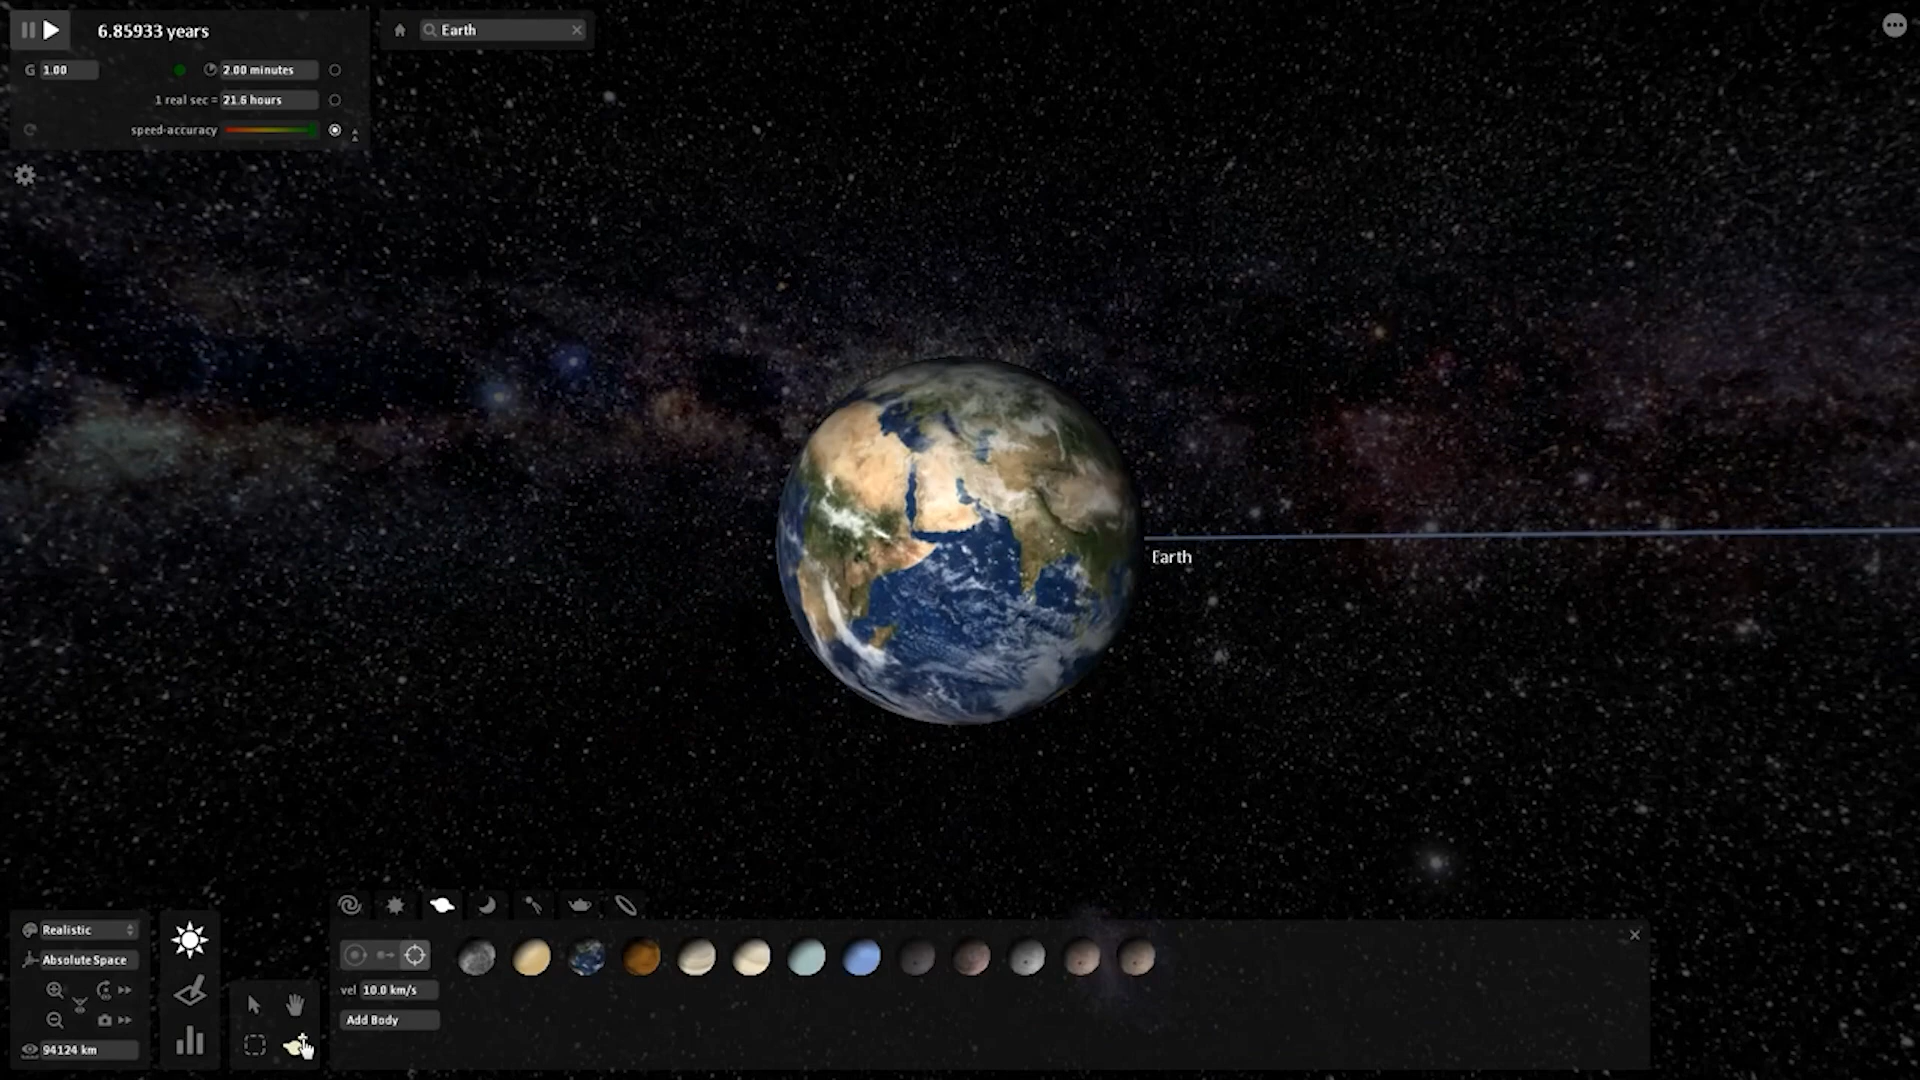 6.85933 years
Earth
G 1.00
2.00 minutes
1 real sec = 21.6 hours
speed-accuracy
Earth
Realistic
Absolute Space
94124 km
vel 10.0 km/s
Add Body